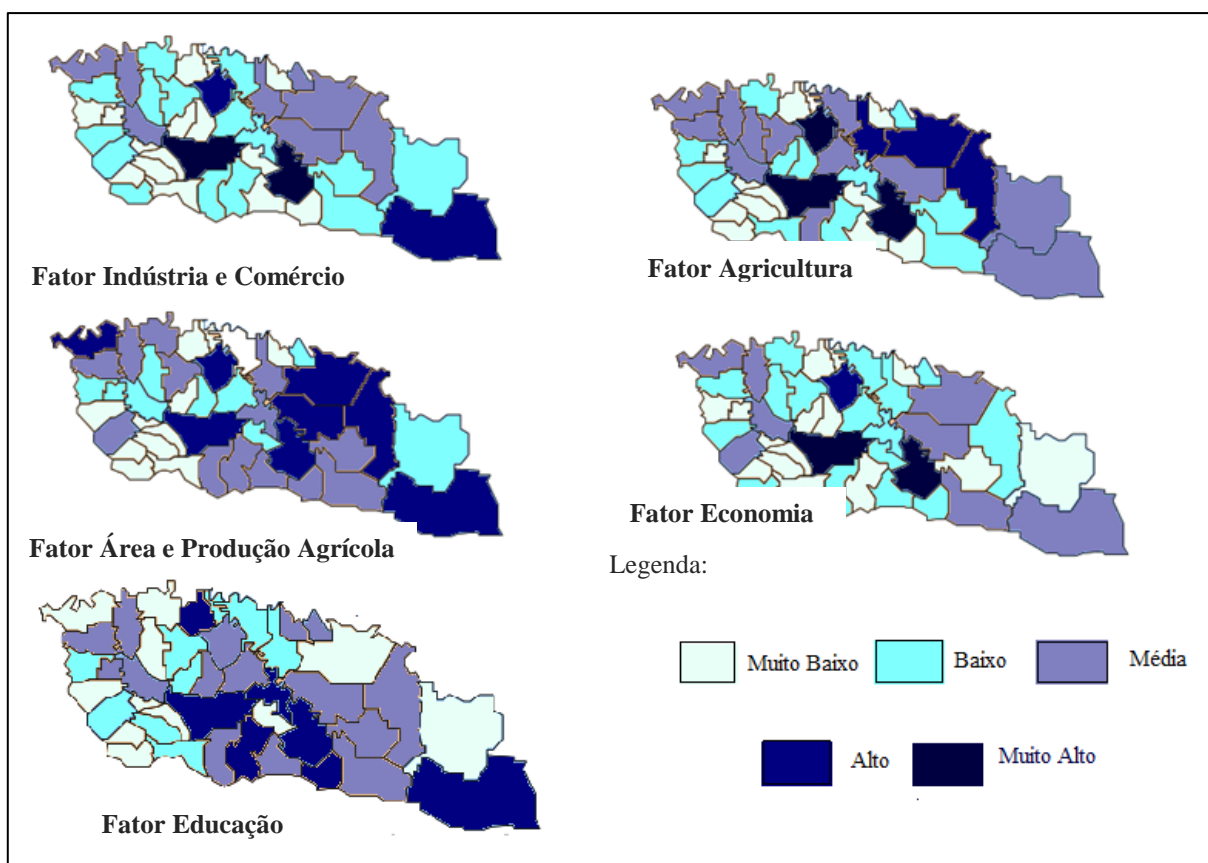 Fator Indústria e Comércio
Fator Agricultura
Fator Área e Produção Agrícola
Fator Economia
Legenda:
Muito Baixo
Baixo
Média
Alto
Muito Alto
Fator Educação